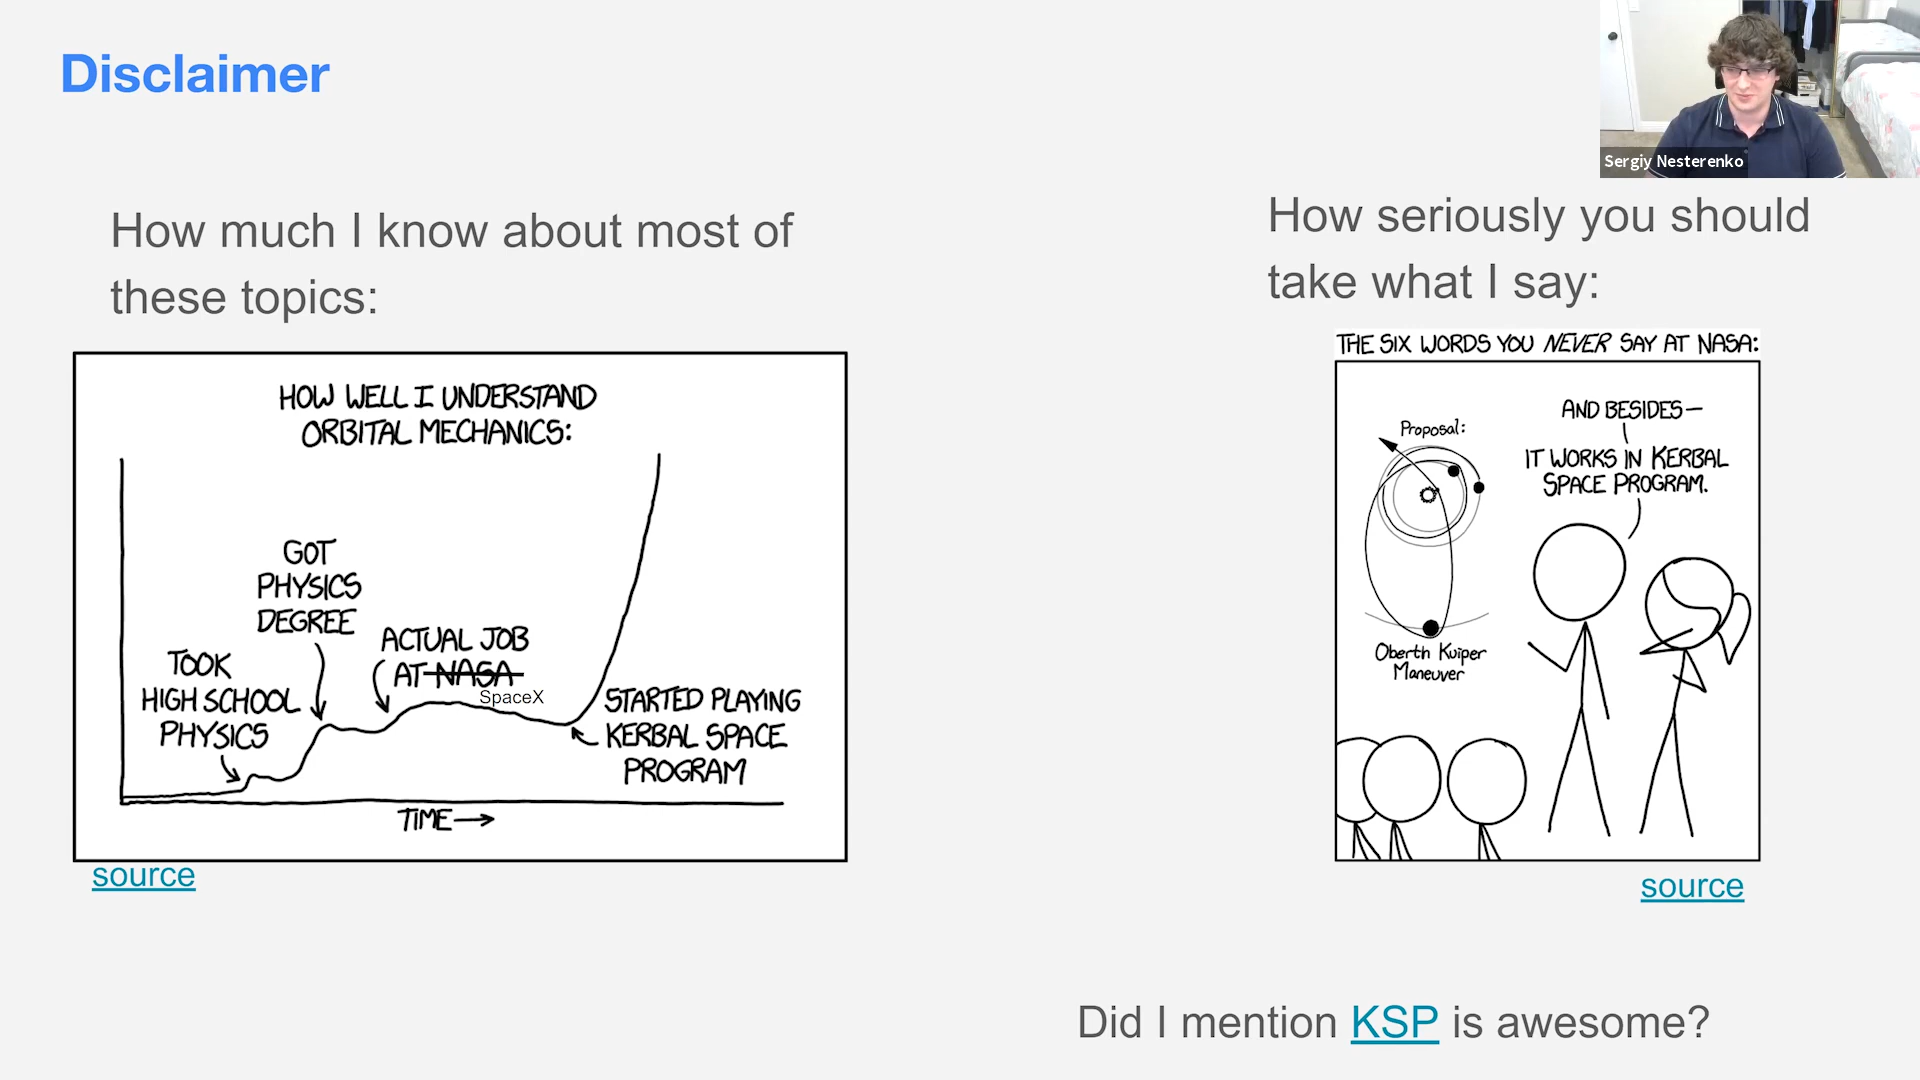 Disclaimer
Sergiy Nesterenko
How much I know about most of
these topics:
HOW WELL I UNDERSTAND
ORBITAL MECHANICS:
GOT
PHYSICS
DEGREE
ACTUAL JOB
AT NASA
SpaceX
TOOK
HIGH SCHOOL
PHYSICS
STARTED PLAYING
KERBAL SPACE
PROGRAM
TIME
source
How seriously you should
take what I say:
THE SIX WORDS YOU NEVER SAY AT NASA:
AND BESIDES—
IT WORKS IN KERBAL
SPACE PROGRAM.
Proposal:
Oberth Kuiper
Maneuver
source
Did I mention KSP is awesome?